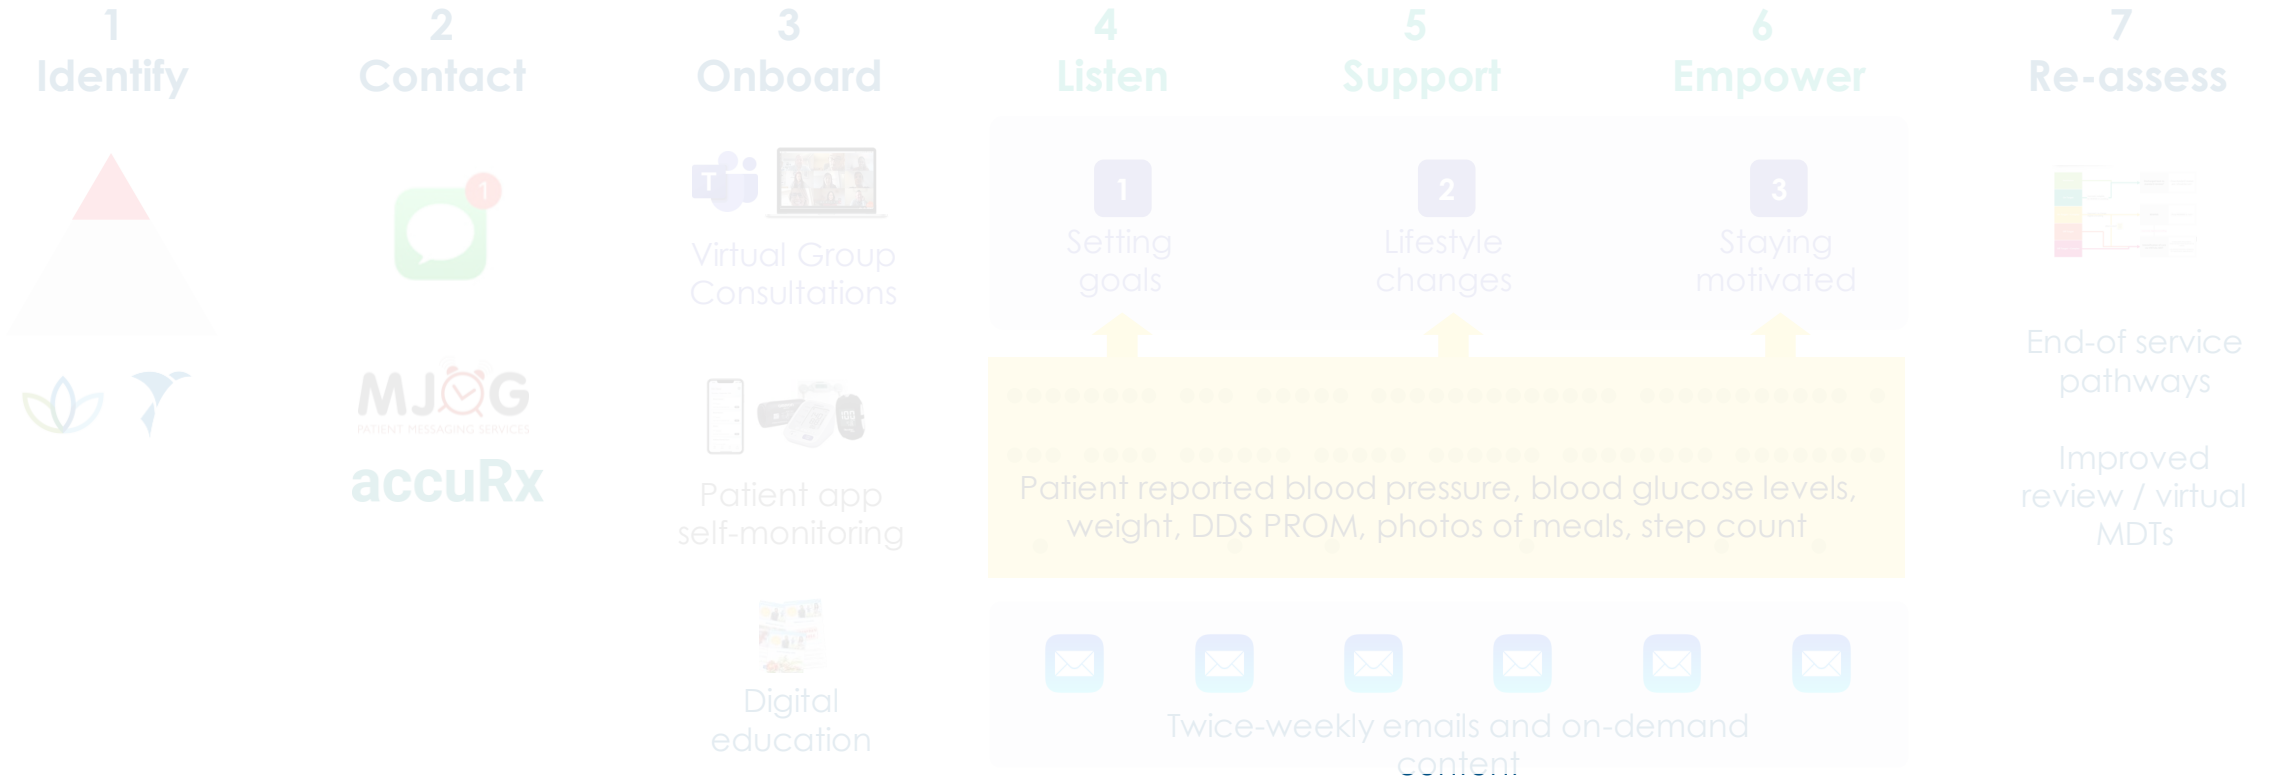 1
Identify
2
Contact
1
MJOG
PATIENT MESSAGING SERVICES
accuRx
3
Onboard
T
Virtual Group
Consultations
Patient app
self-monitoring
Digital
education
4
Listen
5
Support
6
Empower
1
Setting
goals
2
Lifestyle
changes
3
Staying
motivated
Patient reported blood pressure, blood glucose levels,
weight, DDS PROM, photos of meals, step count
Twice-weekly emails and on-demand
content
7
Re-assess
End-of service
pathways
Improved
review / virtual
MDTs